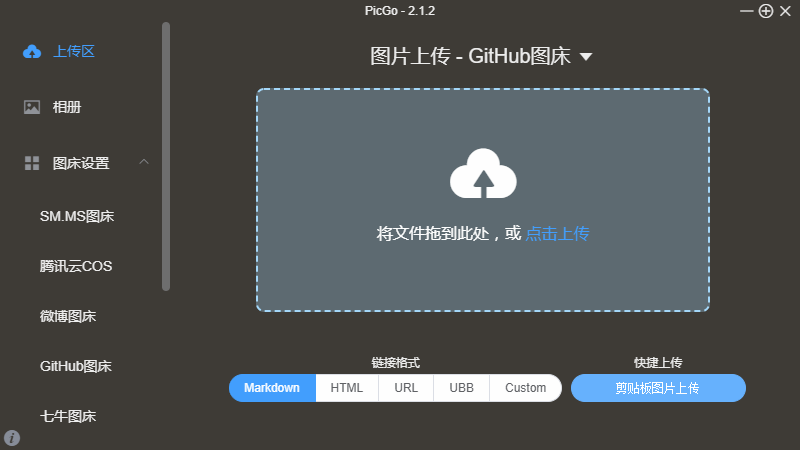 PicGo - 2.1.2
上传区
相册
图床设置
SM.MS图床
腾讯云COS
微博图床
GitHub图床
七牛图床
图片上传 - GitHub图床
将文件拖到此处，或 点击上传
链接格式
Markdown HTML URL UBB Custom
快捷上传
剪贴板图片上传